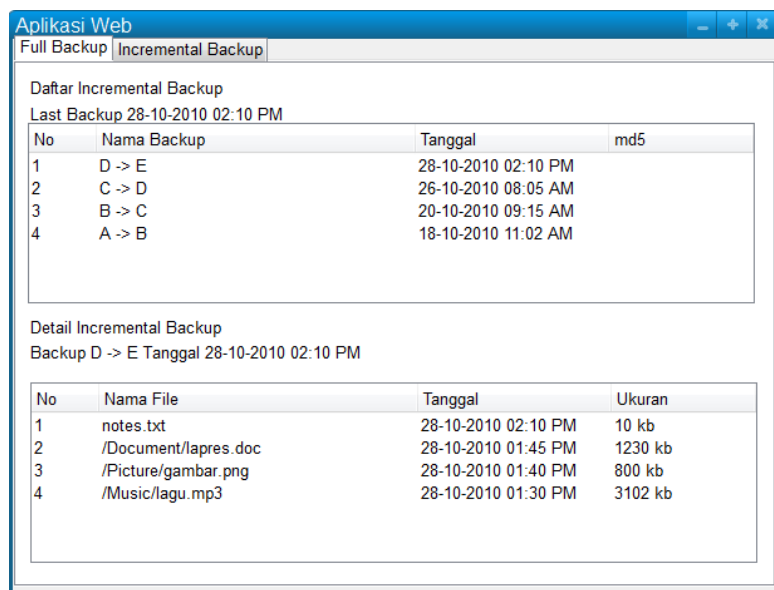 Aplikasi Web
Full Backup Incremental Backup
Daftar Incremental Backup
Last Backup 28-10-2010 02:10 PM
No Nama Backup Tanggal md5
1 D -> E 28-10-2010 02:10 PM
2 C -> D 26-10-2010 08:05 AM
3 B -> C 20-10-2010 09:15 AM
4 A -> B 18-10-2010 11:02 AM
Detail Incremental Backup
Backup D -> E Tanggal 28-10-2010 02:10 PM
No Nama File Tanggal Ukuran
1 notes.txt 28-10-2010 02:10 PM 10 kb
2 /Document/lapres.doc 28-10-2010 01:45 PM 1230 kb
3 /Picture/gambar.png 28-10-2010 01:40 PM 800 kb
4 /Music/lagu.mp3 28-10-2010 01:30 PM 3102 kb